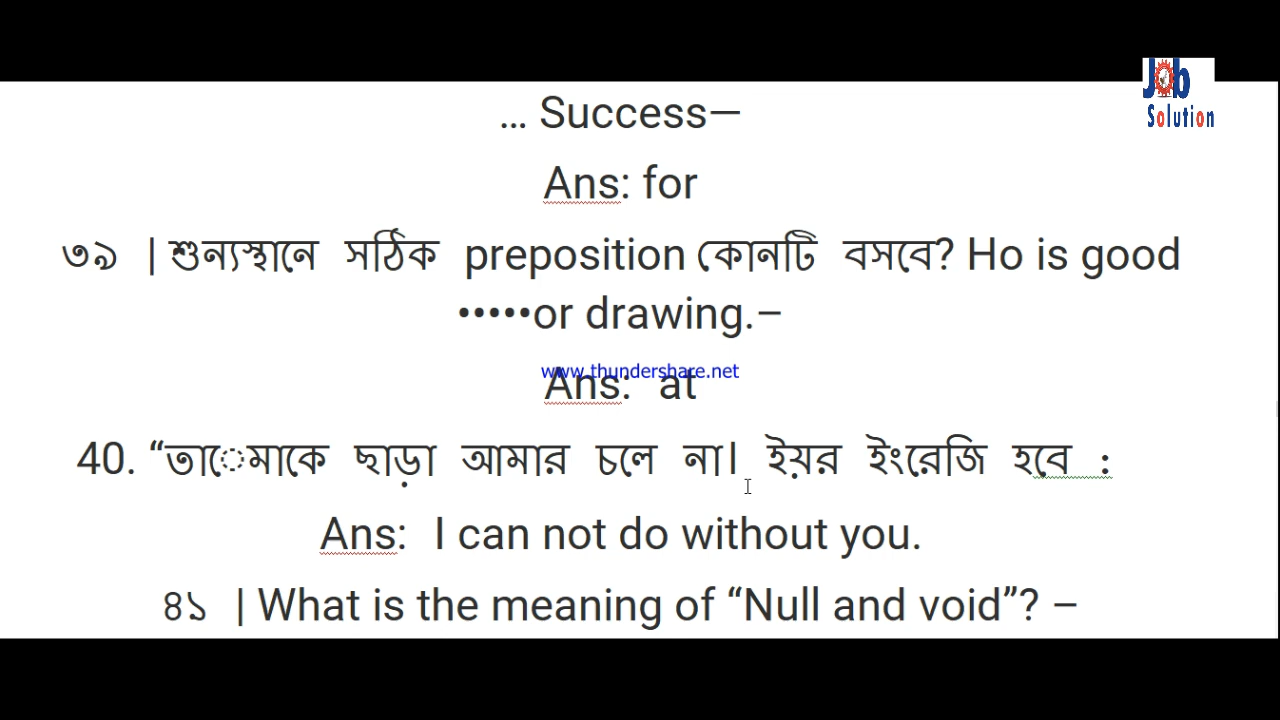 Job
Solution
... Success—
Ans: for
৩৯ | শুন্যস্থানে সঠিক preposition কোনটি বসবে? Ho is good
•••••or drawing.–
www.thundershare.net
Ans: at
40. “তােমাকে ছাড়া আমার চলে না। ইয়র ইংরেজি হবে :
Ans: I can not do without you.
৪১ | What is the meaning of “Null and void”? –